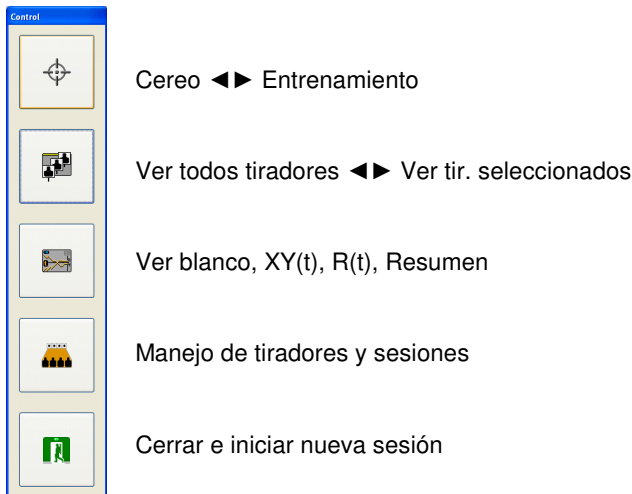 Control
Cereo ◄► Entrenamiento
Ver todos tiradores ◄► Ver tir. seleccionados
Ver blanco, XY(t), R(t), Resumen
Manejo de tiradores y sesiones
Cerrar e iniciar nueva sesión